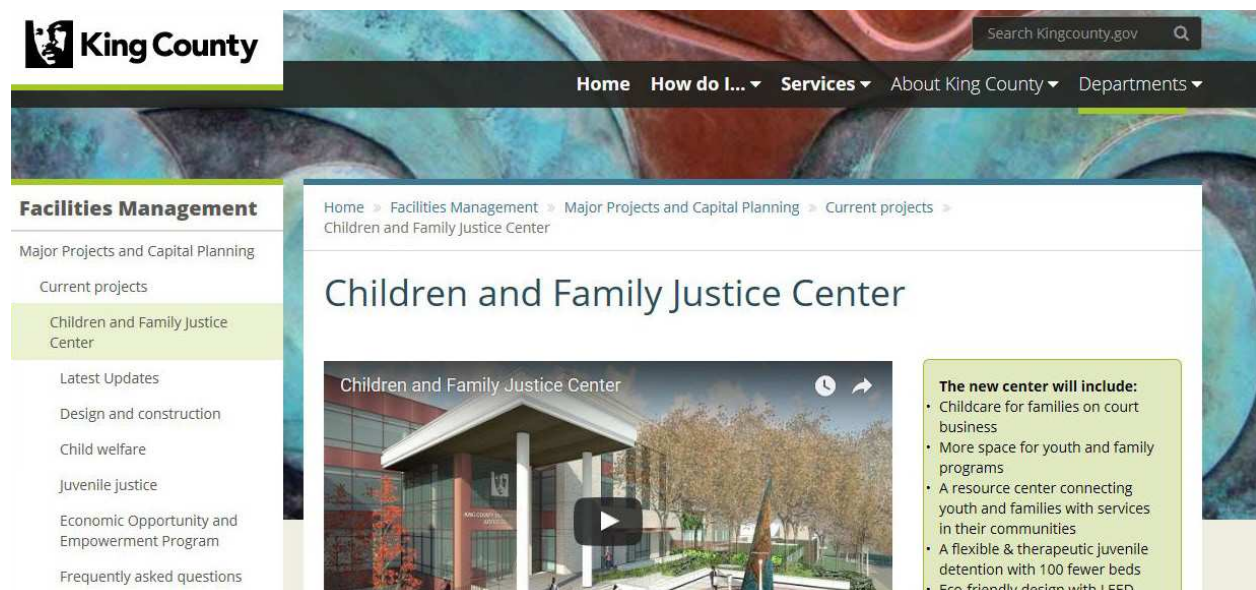 King County
Search Kingcounty.gov
Home How do I... Services About King County Departments
Facilities Management
Major Projects and Capital Planning
Current projects
Children and Family Justice
Center
Latest Updates
Design and construction
Child welfare
Juvenile justice
Economic Opportunity and
Empowerment Program
Frequently asked questions
Home » Facilities Management » Major Projects and Capital Planning » Current projects »
Children and Family Justice Center
Children and Family Justice Center
Children and Family Justice Center
The new center will include:
• Childcare for families on court
business
• More space for youth and family
programs
• A resource center connecting
youth and families with services
in their communities
• A flexible & therapeutic juvenile
detention with 100 fewer beds
• Eco-friendly design with LEED